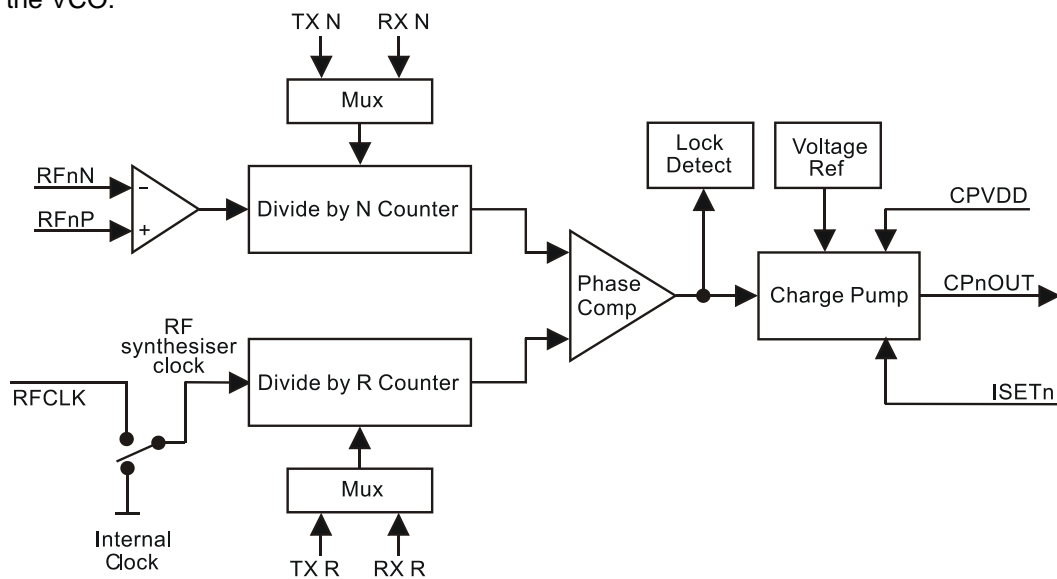 the VCO.
TX N RX N
Mux
RFnN
RFnP
-
+
Divide by N Counter
Lock
Detect
Voltage
Ref
CPVDD
Phase
Comp
Charge Pump
CPnOUT
ISETn
RF
synthesiser
clock
RFCLK
Divide by R Counter
Mux
Internal
Clock
TX R RX R